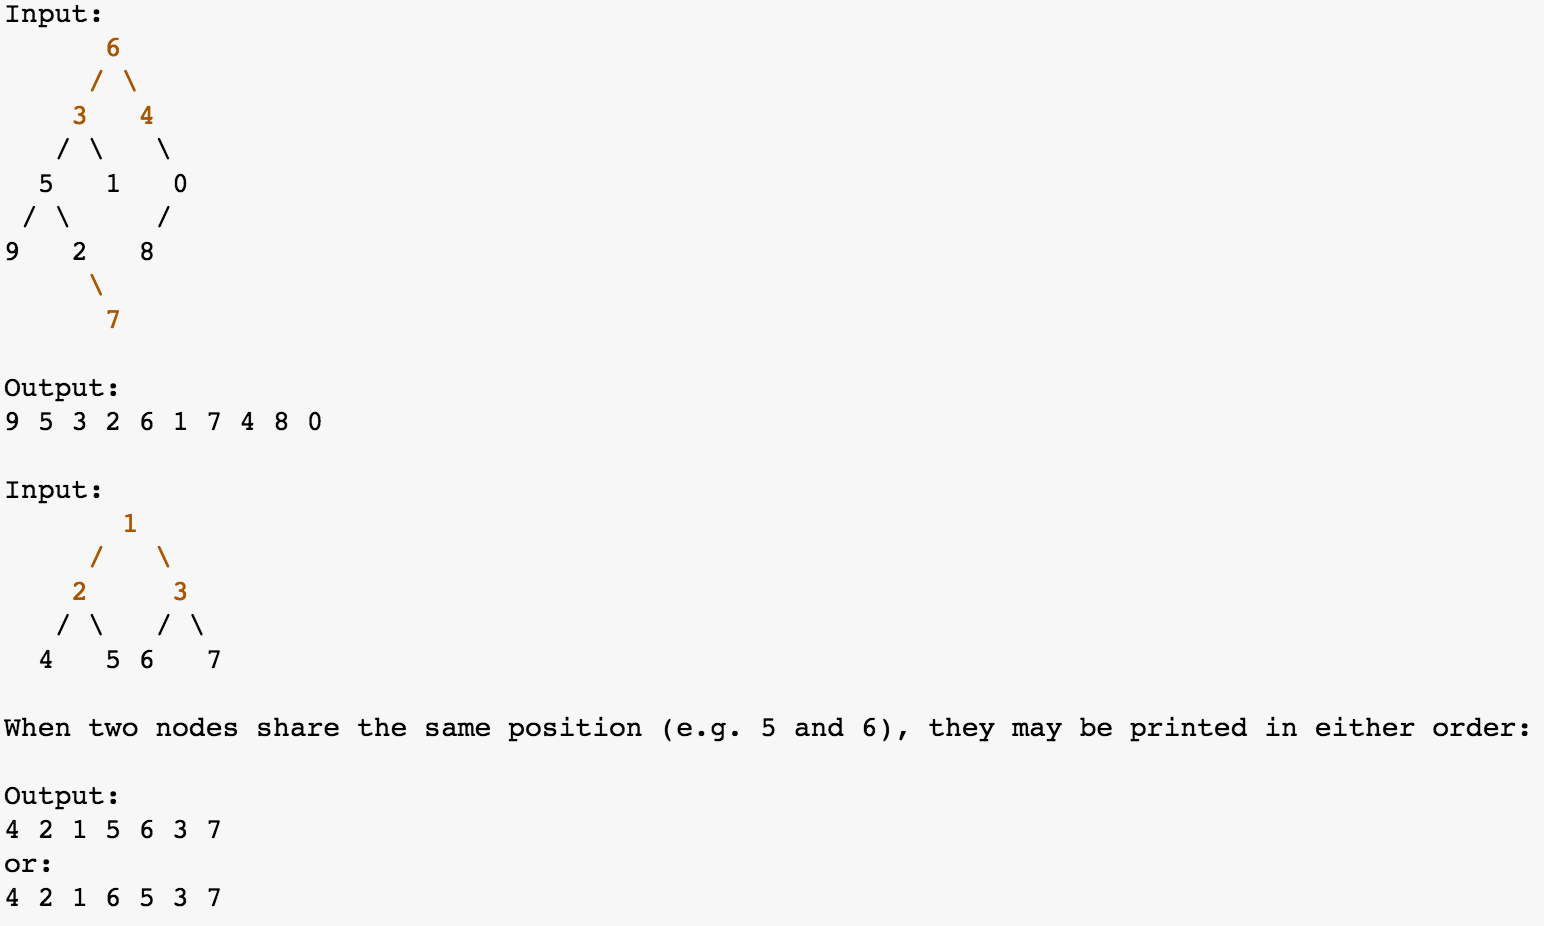 Input:
             6
           /  \
         3      4
       /  \      \
    5      1      0
  /  \           /
9      2      8
         \
          7

Output:
9 5 3 2 6 1 7 4 8 0

Input:
               1
           /       \
         2           3
       /  \       /  \
    4      5 6      7

When two nodes share the same position (e.g. 5 and 6), they may be printed in either order:

Output:
4 2 1 5 6 3 7
or:
4 2 1 6 5 3 7